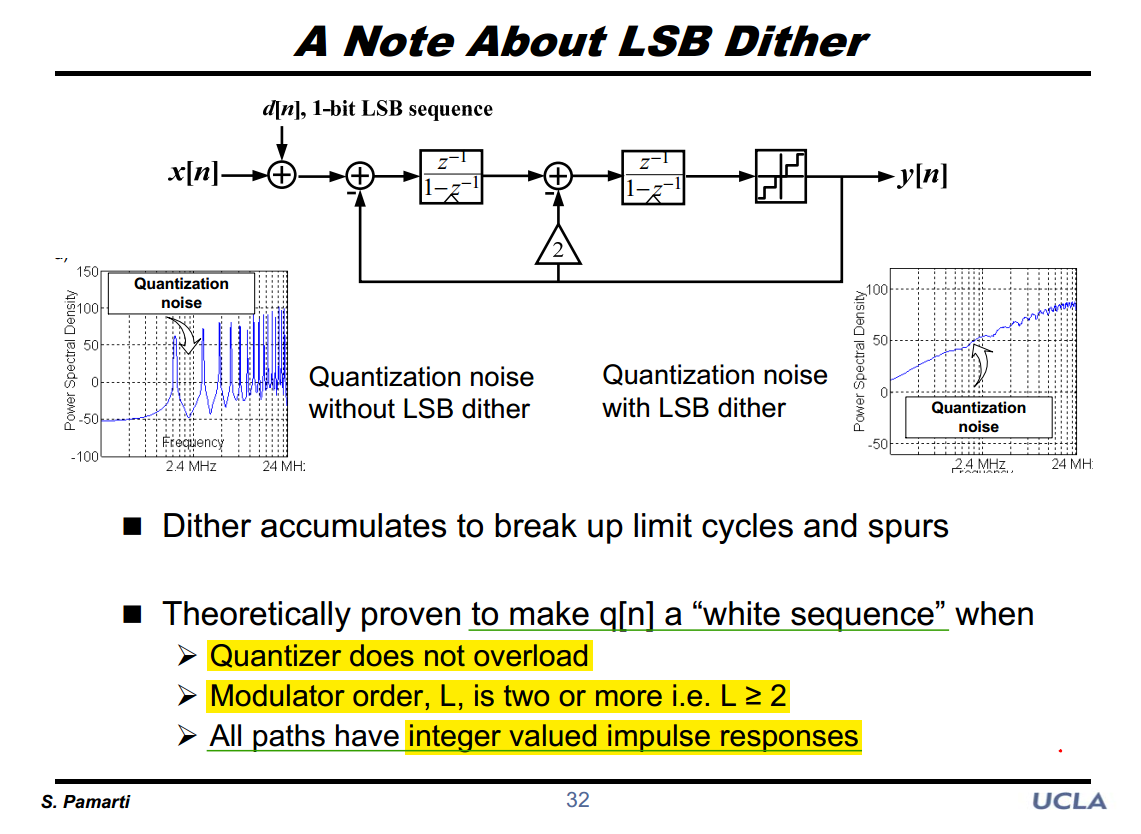 A Note About LSB Dither
d[n], 1-bit LSB sequence
x[n]
z⁻¹
1−z⁻¹
z⁻¹
1−z⁻¹
y[n]
2
150
100
50
0
-50
-100
Power Spectral Density
Quantization
noise
Frequency
2.4 MHz
24 MH:
Quantization noise
without LSB dither
Quantization noise
with LSB dither
100
50
0
-50
Power Spectral Density
Quantization
noise
2.4 MHz
24 MH
Frequency
■ Dither accumulates to break up limit cycles and spurs
■ Theoretically proven to make q[n] a “white sequence” when
➢ Quantizer does not overload
➢ Modulator order, L, is two or more i.e. L ≥ 2
➢ All paths have integer valued impulse responses
S. Pamarti
32
UCLA